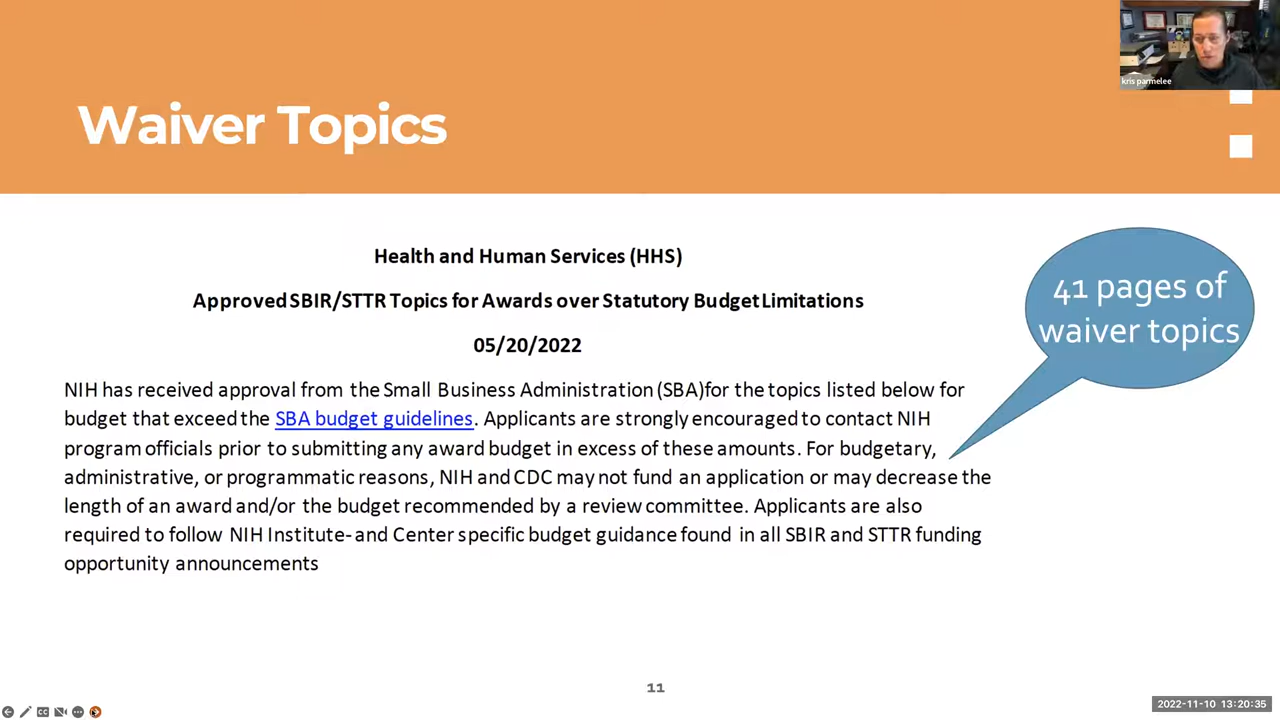 kris parmelee
Waiver Topics
Health and Human Services (HHS)
Approved SBIR/STTR Topics for Awards over Statutory Budget Limitations
05/20/2022
41 pages of
waiver topics
NIH has received approval from the Small Business Administration (SBA)for the topics listed below for
budget that exceed the SBA budget guidelines. Applicants are strongly encouraged to contact NIH
program officials prior to submitting any award budget in excess of these amounts. For budgetary,
administrative, or programmatic reasons, NIH and CDC may not fund an application or may decrease the
length of an award and/or the budget recommended by a review committee. Applicants are also
required to follow NIH Institute- and Center specific budget guidance found in all SBIR and STTR funding
opportunity announcements
11
CC
2022-11-10 13:20:35